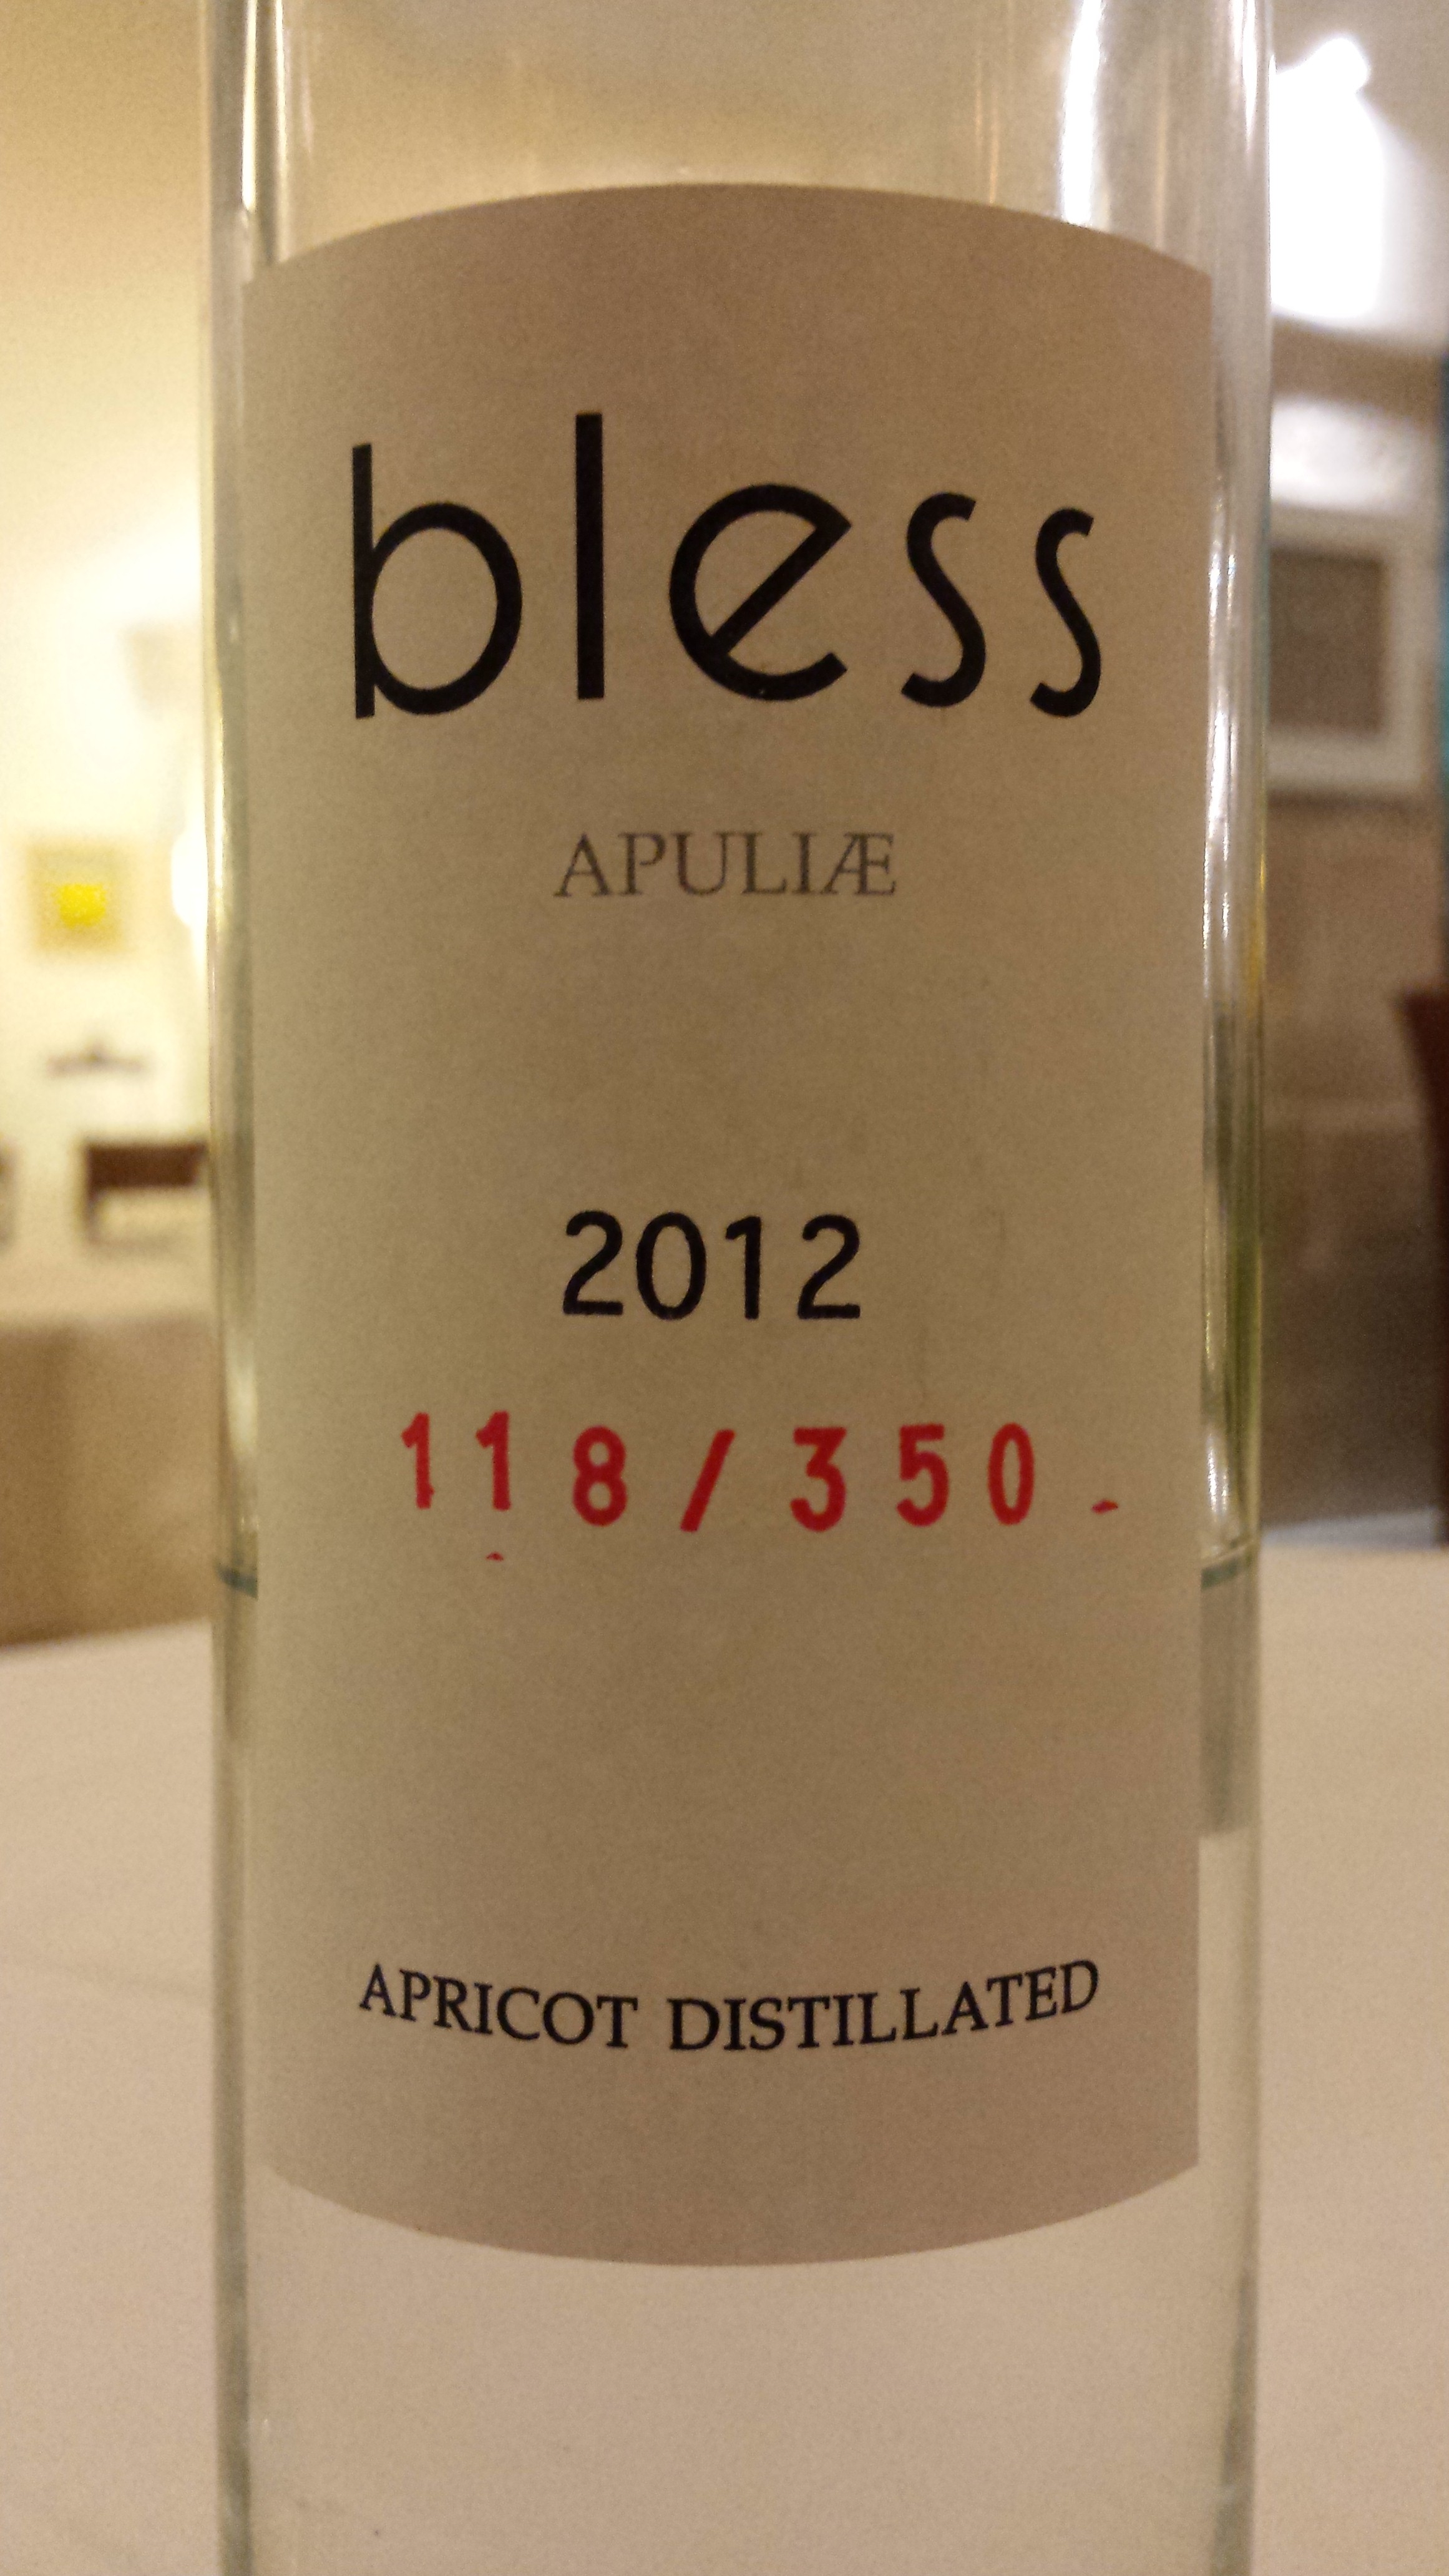 bless
APULIÆ
2012
118/350
APRICOT DISTILLATED